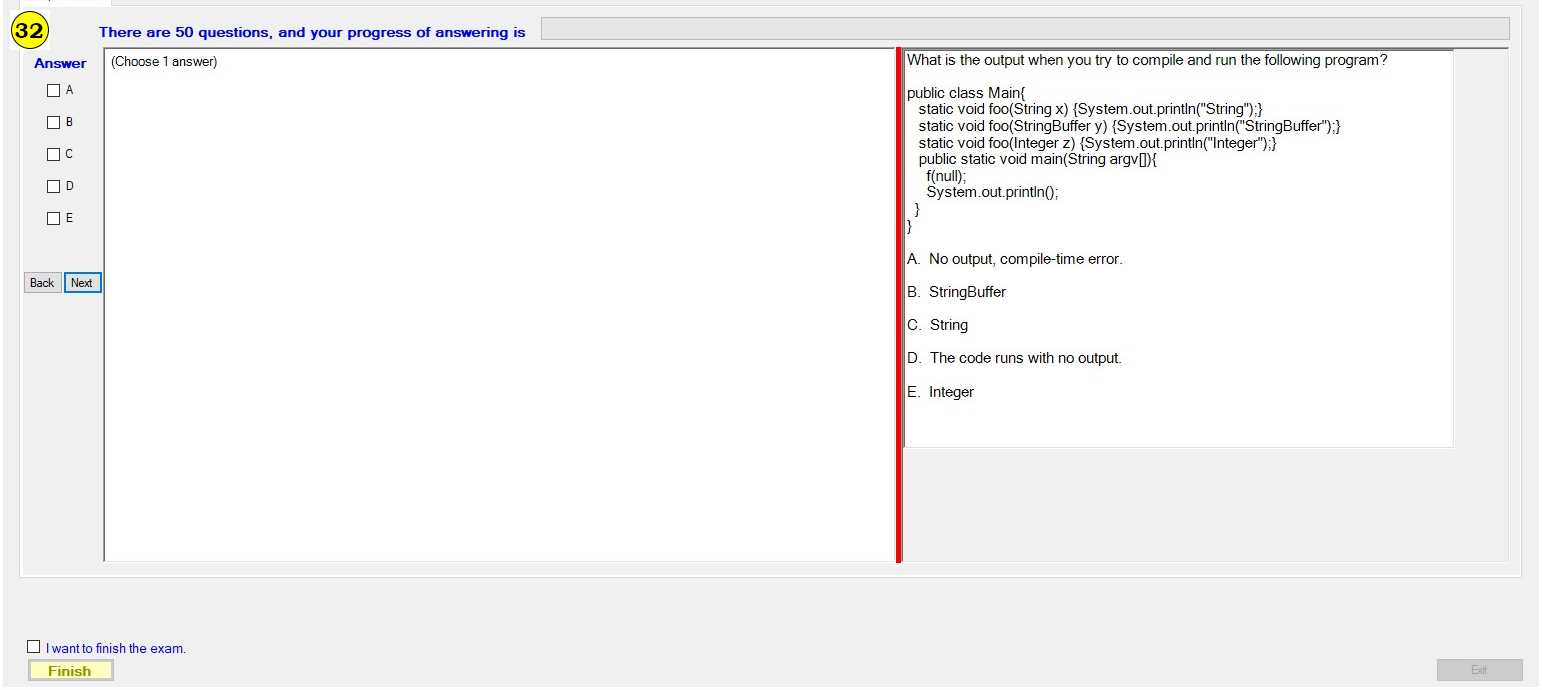 32
There are 50 questions, and your progress of answering is
Answer
(Choose 1 answer)
A
B
C
D
E
Back Next
What is the output when you try to compile and run the following program?
public class Main{
static void foo(String x) {System.out.println("String");}
static void foo(StringBuffer y) {System.out.println("StringBuffer");}
static void foo(Integer z) {System.out.println("Integer");}
public static void main(String argv[]){
f(null);
System.out.println();
}
}
A. No output, compile-time error.
B. StringBuffer
C. String
D. The code runs with no output.
E. Integer
I want to finish the exam.
Finish
Exit